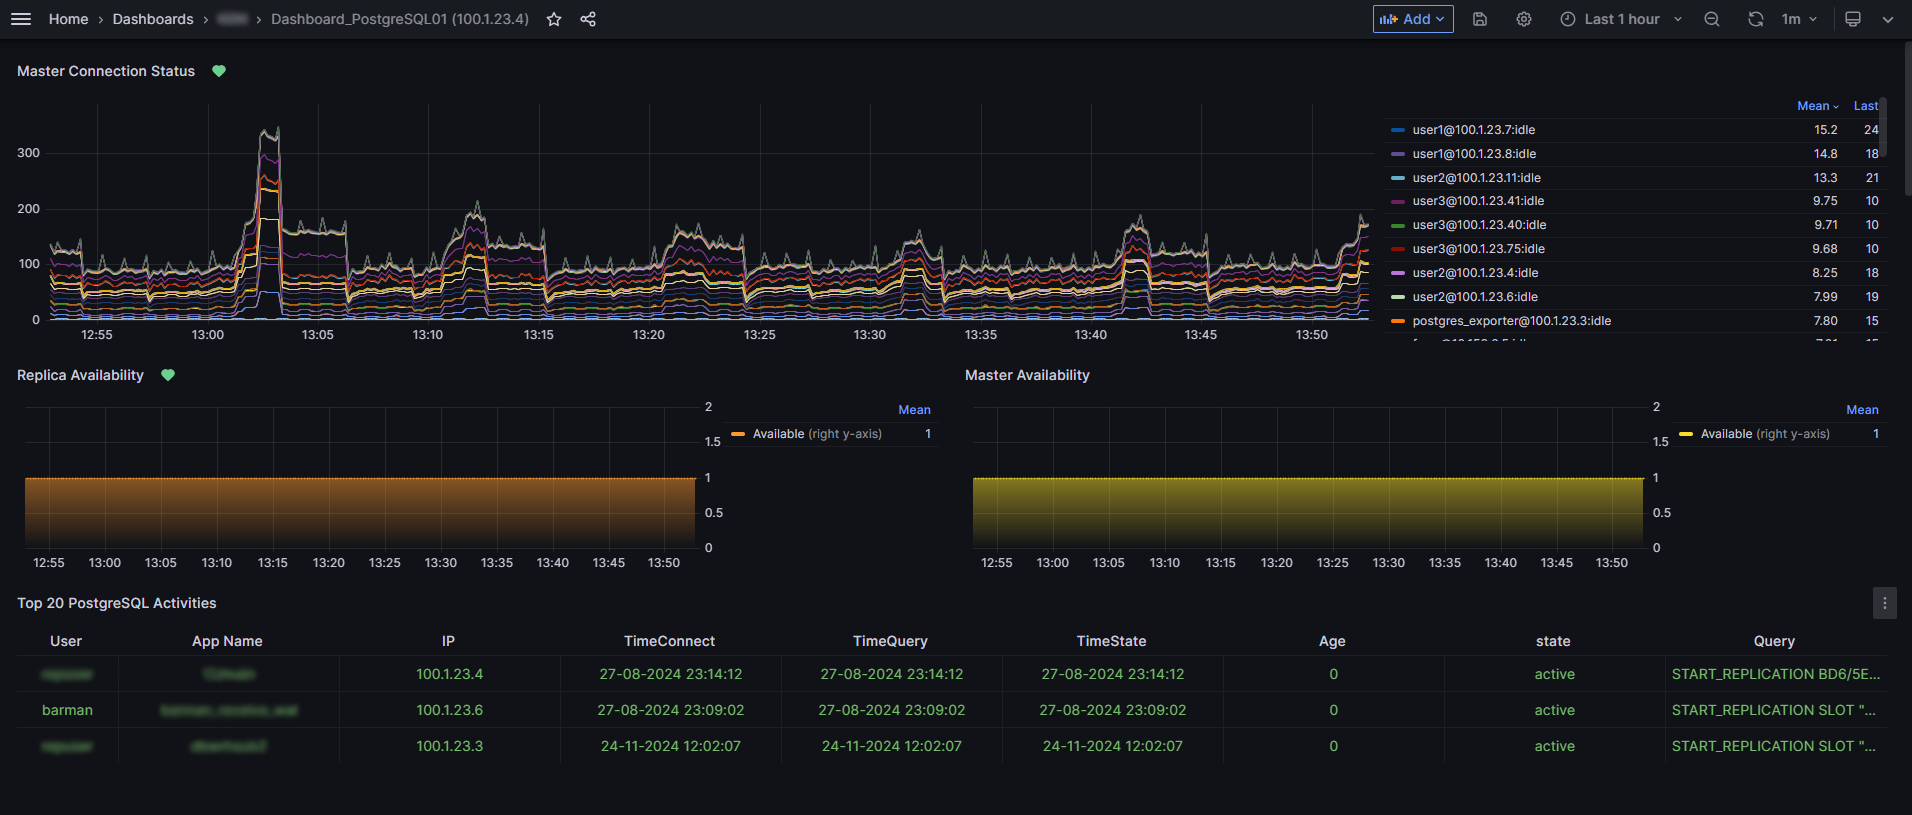 Home › Dashboards › › Dashboard_PostgreSQL01 (100.1.23.4) Add Last 1 hour 1m
Master Connection Status
Mean Last
300
200
100
0
12:55 13:00 13:05 13:10 13:15 13:20 13:25 13:30 13:35 13:40 13:45 13:50
user1@100.1.23.7:idle 15.2 24
user1@100.1.23.8:idle 14.8 18
user2@100.1.23.11:idle 13.3 21
user3@100.1.23.41:idle 9.75 10
user3@100.1.23.40:idle 9.71 10
user3@100.1.23.75:idle 9.68 10
user2@100.1.23.4:idle 8.25 18
user2@100.1.23.6:idle 7.99 19
postgres_exporter@100.1.23.3:idle 7.80 15
Replica Availability
2
1.5
1
0.5
0
12:55 13:00 13:05 13:10 13:15 13:20 13:25 13:30 13:35 13:40 13:45 13:50
Mean
Available (right y-axis) 1
Master Availability
2
1.5
1
0.5
0
12:55 13:00 13:05 13:10 13:15 13:20 13:25 13:30 13:35 13:40 13:45 13:50
Mean
Available (right y-axis) 1
Top 20 PostgreSQL Activities
User App Name IP TimeConnect TimeQuery TimeState Age state Query
100.1.23.4 27-08-2024 23:14:12 27-08-2024 23:14:12 27-08-2024 23:14:12 0 active START_REPLICATION BD6/5E...
barman 100.1.23.6 27-08-2024 23:09:02 27-08-2024 23:09:02 27-08-2024 23:09:02 0 active START_REPLICATION SLOT "...
100.1.23.3 24-11-2024 12:02:07 24-11-2024 12:02:07 24-11-2024 12:02:07 0 active START_REPLICATION SLOT "...